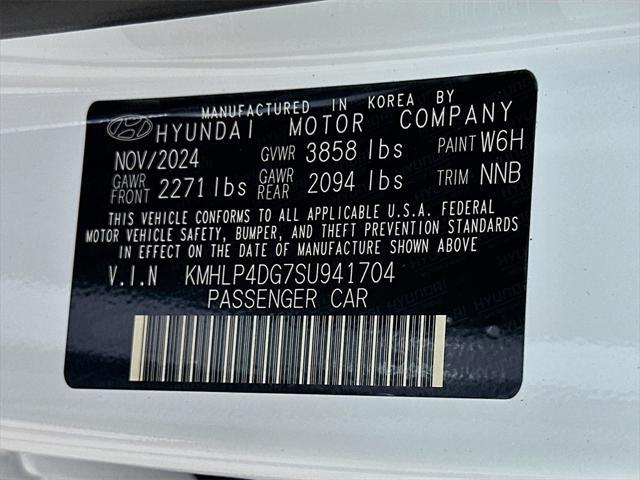 MANUFACTURED IN KOREA BY
HYUNDAI MOTOR COMPANY
NOV/2024 GVWR 3858 lbs PAINT W6H
GAWR FRONT 2271 lbs GAWR REAR 2094 lbs TRIM NNB
THIS VEHICLE CONFORMS TO ALL APPLICABLE U.S.A. FEDERAL
MOTOR VEHICLE SAFETY, BUMPER, AND THEFT PREVENTION STANDARDS
IN EFFECT ON THE DATE OF MANUFACTURE SHOWN ABOVE.
V.I.N KMHLP4DG7SU941704
PASSENGER CAR